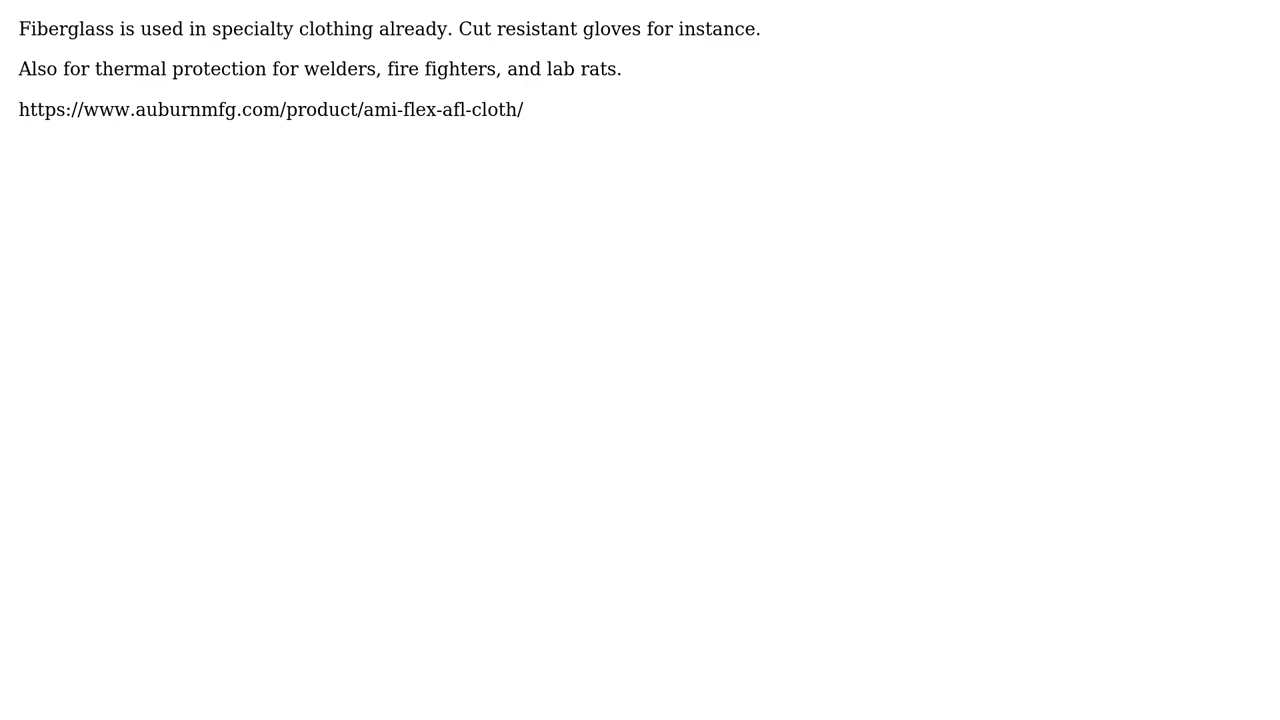 Fiberglass is used in specialty clothing already. Cut resistant gloves for instance.
Also for thermal protection for welders, fire fighters, and lab rats.
https://www.auburnmfg.com/product/ami-flex-afl-cloth/